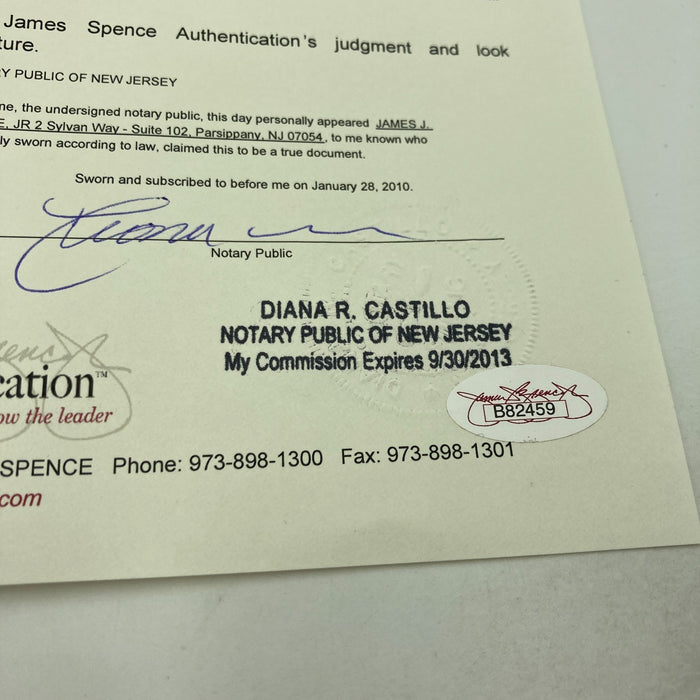 James Spence Authentication's judgment and look
ture.
Y PUBLIC OF NEW JERSEY
me, the undersigned notary public, this day personally appeared JAMES J.
E, JR 2 Sylvan Way - Suite 102, Parsippany, NJ 07054, to me known who
ly sworn according to law, claimed this to be a true document.
Sworn and subscribed to before me on January 28, 2010.
Notary Public
DIANA R. CASTILLO
NOTARY PUBLIC OF NEW JERSEY
My Commission Expires 9/30/2013
cation™
ow the leader
James Spence
B82459
SPENCE Phone: 973-898-1300 Fax: 973-898-1301
com